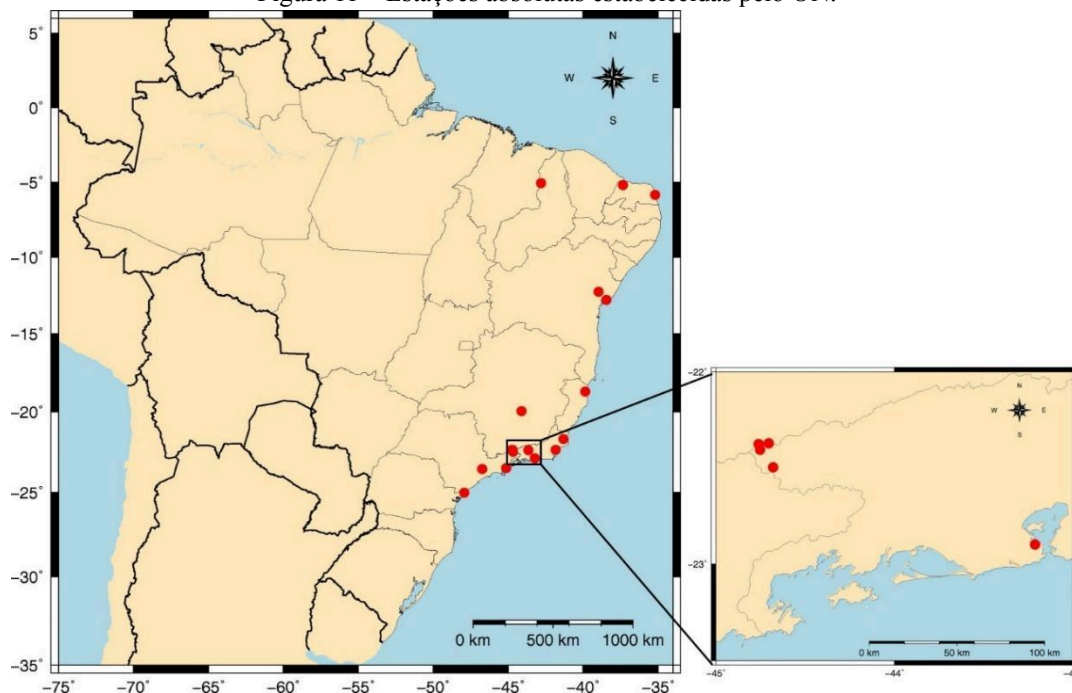 Figura 11 – Estações absolutas estabelecidas pelo ON.
5°
0°
−5°
−10°
−15°
−20°
−25°
−30°
−35°
−75°
−70°
−65°
−60°
−55°
−50°
−45°
−40°
−35°
N
W
E
S
0 km
500 km
1000 km
−22°
−23°
−45°
−44°
N
W
E
S
0 km
50 km
100 km